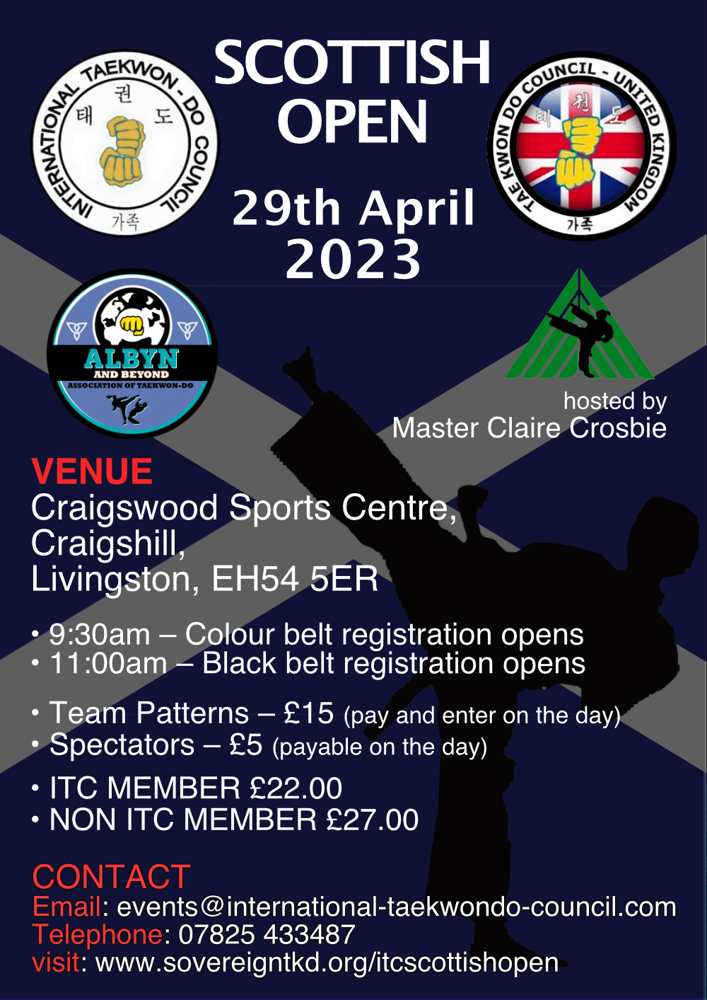 SCOTTISH
OPEN
29th April
2023
INTERNATIONAL TAEKWON-DO COUNCIL
권
태 도
가족
TAE KWON DO COUNCIL - UNITED KINGDOM
권
태 도
가족
ALBYN
AND BEYOND
ASSOCIATION OF TAEKWON-DO
hosted by
Master Claire Crosbie
VENUE
Craigswood Sports Centre,
Craigshill,
Livingston, EH54 5ER
• 9:30am – Colour belt registration opens
• 11:00am – Black belt registration opens
• Team Patterns – £15 (pay and enter on the day)
• Spectators – £5 (payable on the day)
• ITC MEMBER £22.00
• NON ITC MEMBER £27.00
CONTACT
Email: events@international-taekwondo-council.com
Telephone: 07825 433487
visit: www.sovereigntkd.org/itcscottishopen